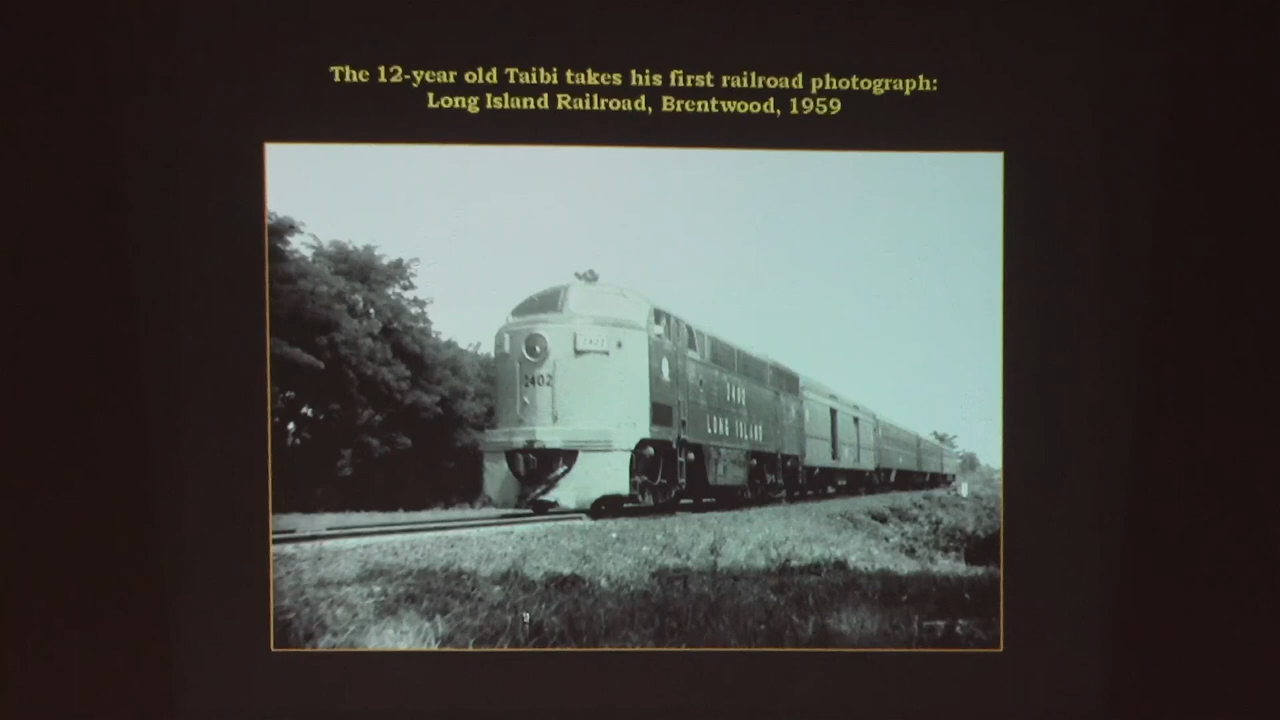 The 12-year old Taibi takes his first railroad photograph:
Long Island Railroad, Brentwood, 1959
2402
2402
LONG ISLAND